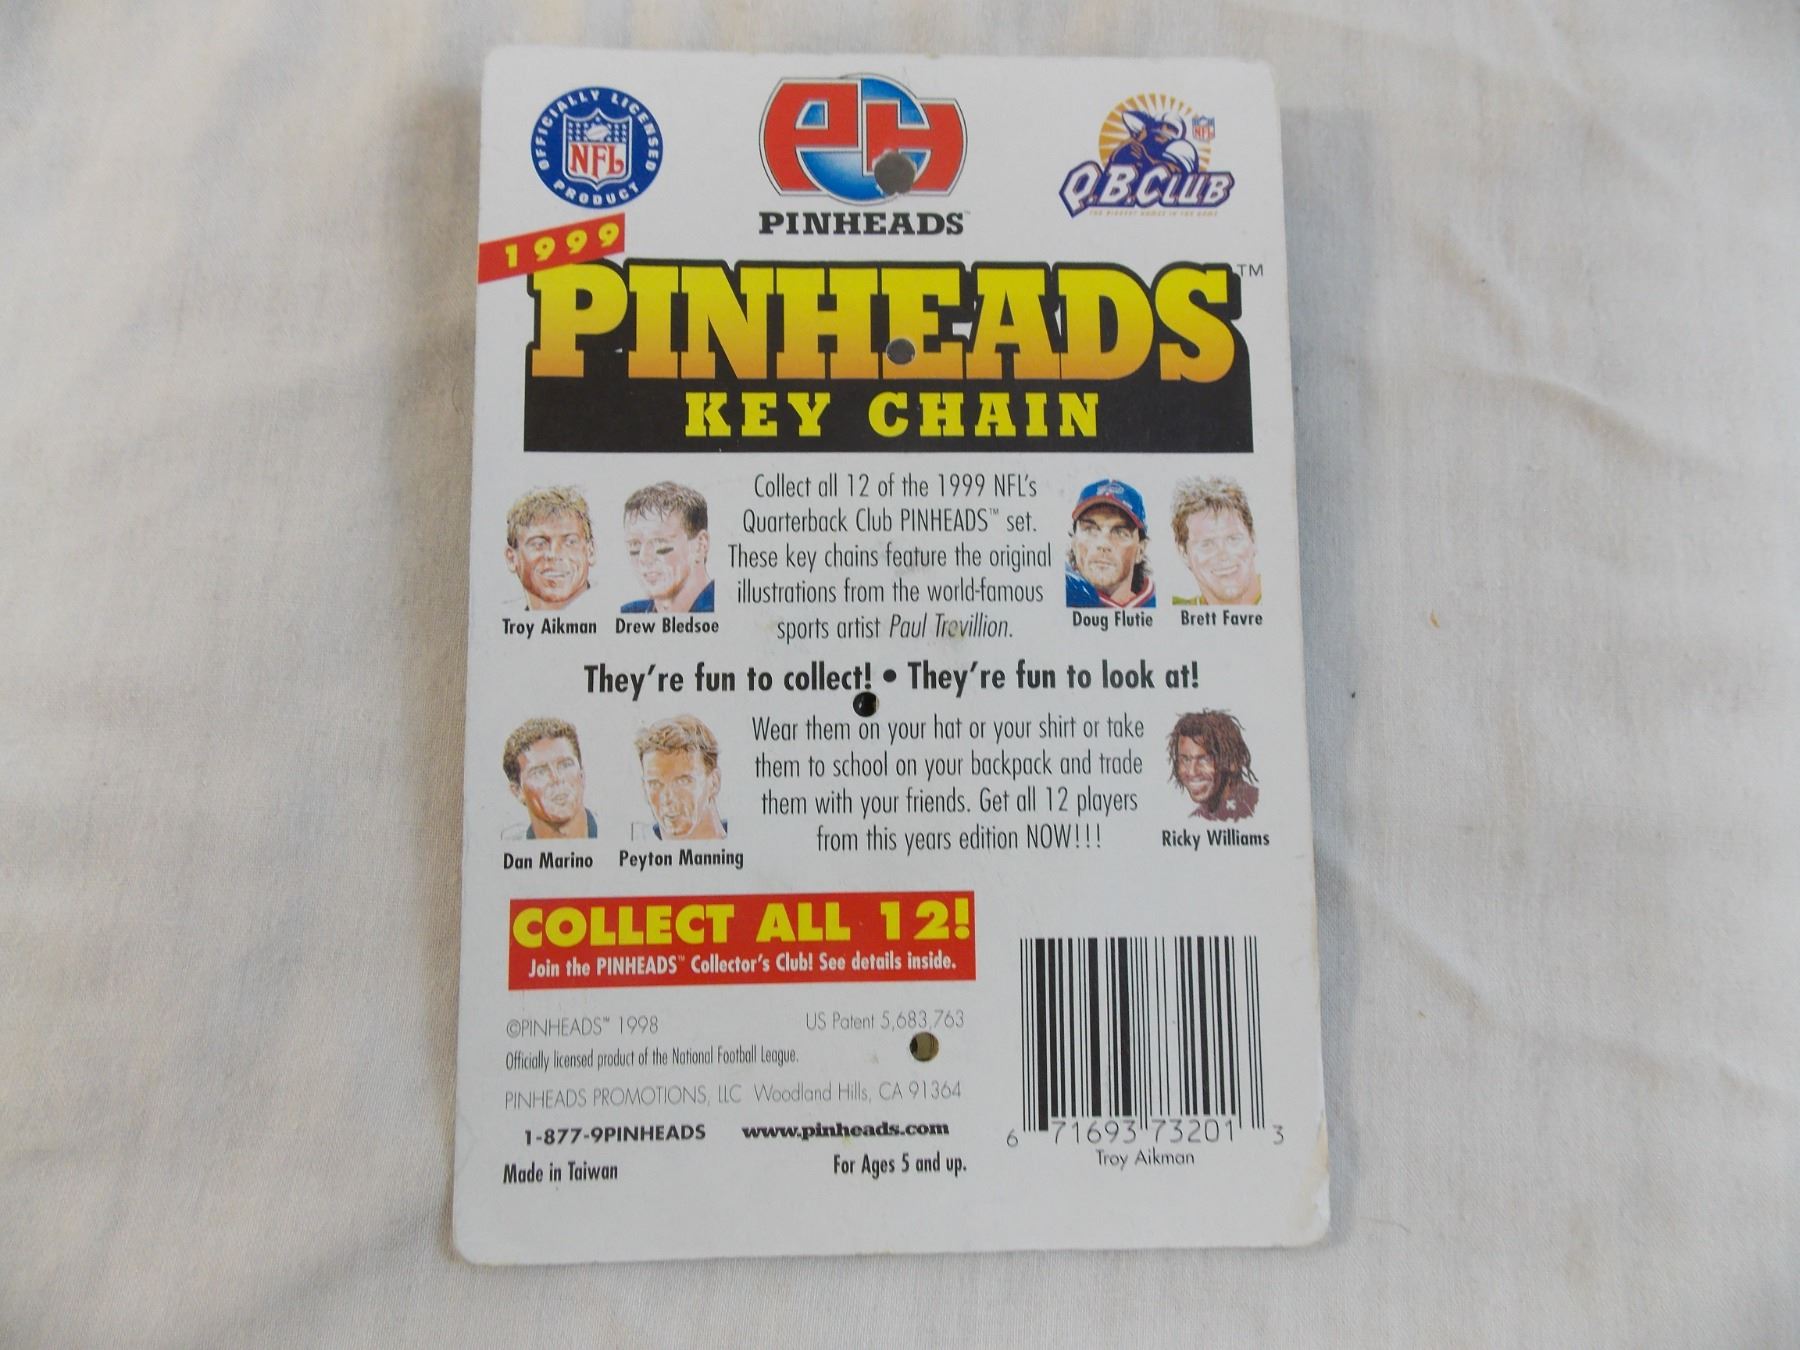 OFFICIALLY LICENSED
NFL
PRODUCT
PH
PINHEADS™
NFL
Q.B.CLUB
1999
PINHEADS™
KEY CHAIN
Collect all 12 of the 1999 NFL's
Quarterback Club PINHEADS™ set.
These key chains feature the original
illustrations from the world-famous
sports artist Paul Trevillion.
Troy Aikman
Drew Bledsoe
Doug Flutie
Brett Favre
They're fun to collect! • They're fun to look at!
Wear them on your hat or your shirt or take
them to school on your backpack and trade
them with your friends. Get all 12 players
from this years edition NOW!!!
Dan Marino
Peyton Manning
Ricky Williams
COLLECT ALL 12!
Join the PINHEADS™ Collector's Club! See details inside.
©PINHEADS™ 1998
US Patent 5,683,763
Officially licensed product of the National Football League.
PINHEADS PROMOTIONS, LLC Woodland Hills, CA 91364
1-877-9PINHEADS
www.pinheads.com
Made in Taiwan
For Ages 5 and up.
6 71693 73201 3
Troy Aikman